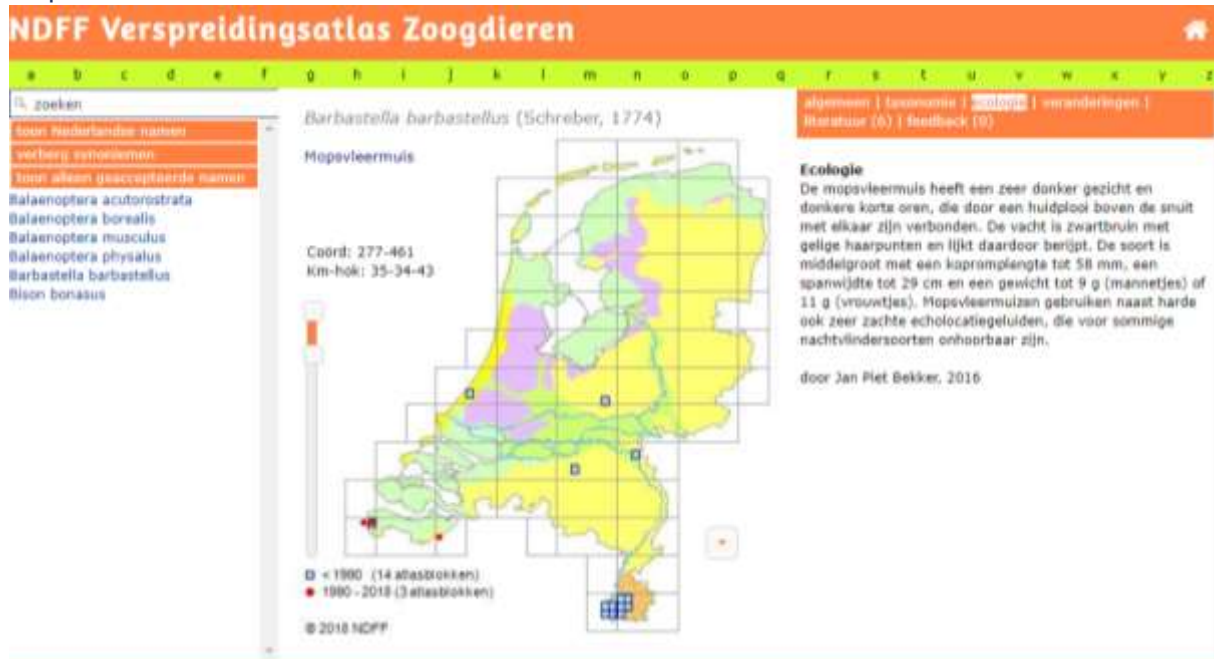 NDFF Verspreidingsatlas Zoogdieren
a b c d e f g h i j k l m n o p q r s t u v w x y z
zoeken
toon Nederlandse namen
verberg synoniemen
toon alleen geaccepteerde namen
Balaenoptera acutorostrata
Balaenoptera borealis
Balaenoptera musculus
Balaenoptera physalus
Barbastella barbastellus
Bison bonasus
Barbastella barbastellus (Schreber, 1774)
Mopsvleermuis
Coord: 277-461
Km-hok: 35-34-43
< 1980 (14 atlasblokken)
1980 - 2018 (3 atlasblokken)
© 2018 NDFF
algemeen | taxonomie | ecologie | veranderingen |
literatuur (6) | feedback (0)
Ecologie
De mopsvleermuis heeft een zeer donker gezicht en
donkere korte oren, die door een huidplooi boven de snuit
met elkaar zijn verbonden. De vacht is zwartbruin met
gelige haarpunten en lijkt daardoor berijpt. De soort is
middelgroot met een kopromplengte tot 58 mm, een
spanwijdte tot 29 cm en een gewicht tot 9 g (mannetjes) of
11 g (vrouwtjes). Mopsvleermuizen gebruiken naast harde
ook zeer zachte echolocatiegeluiden, die voor sommige
nachtvlindersoorten onhoorbaar zijn.
door Jan Piet Bekker, 2016